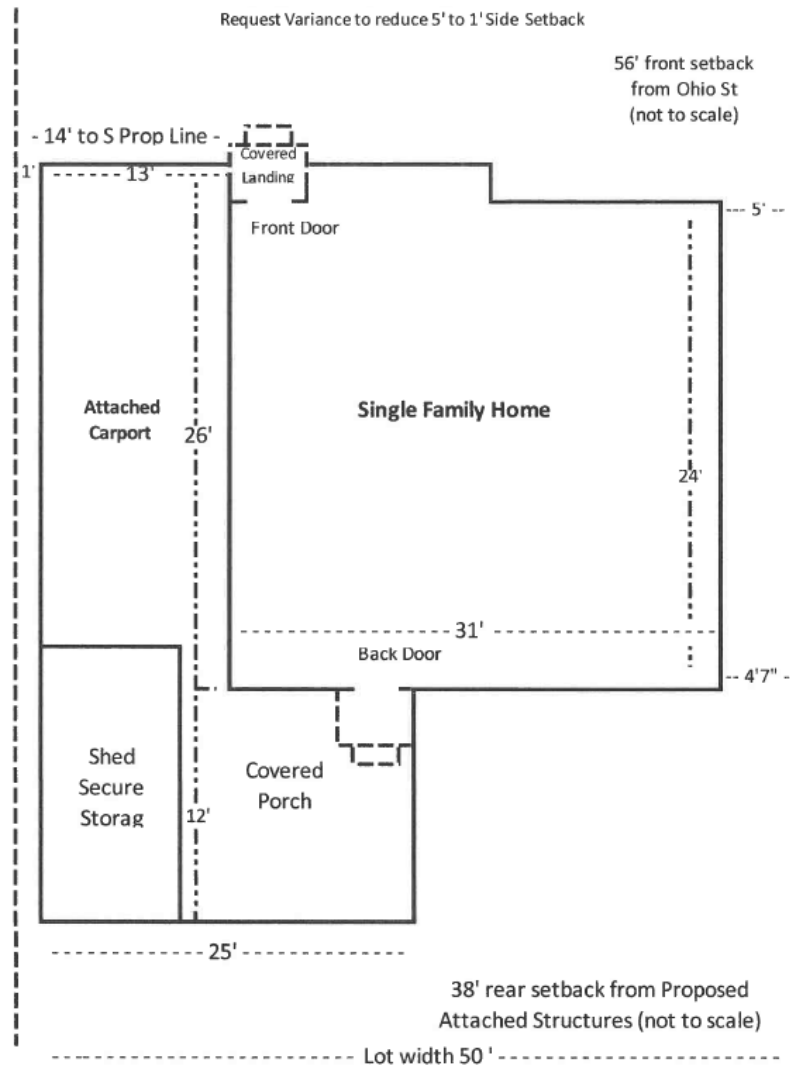 Request Variance to reduce 5' to 1' Side Setback
56' front setback
from Ohio St
(not to scale)
- 14' to S Prop Line -
Covered
Landing
1'
13'
Front Door
--- 5' --
Attached
Carport
26'
Single Family Home
24'
31'
Back Door
-- 4'7" -
Shed
Secure
Storag
12'
Covered
Porch
25'
38' rear setback from Proposed
Attached Structures (not to scale)
Lot width 50 '